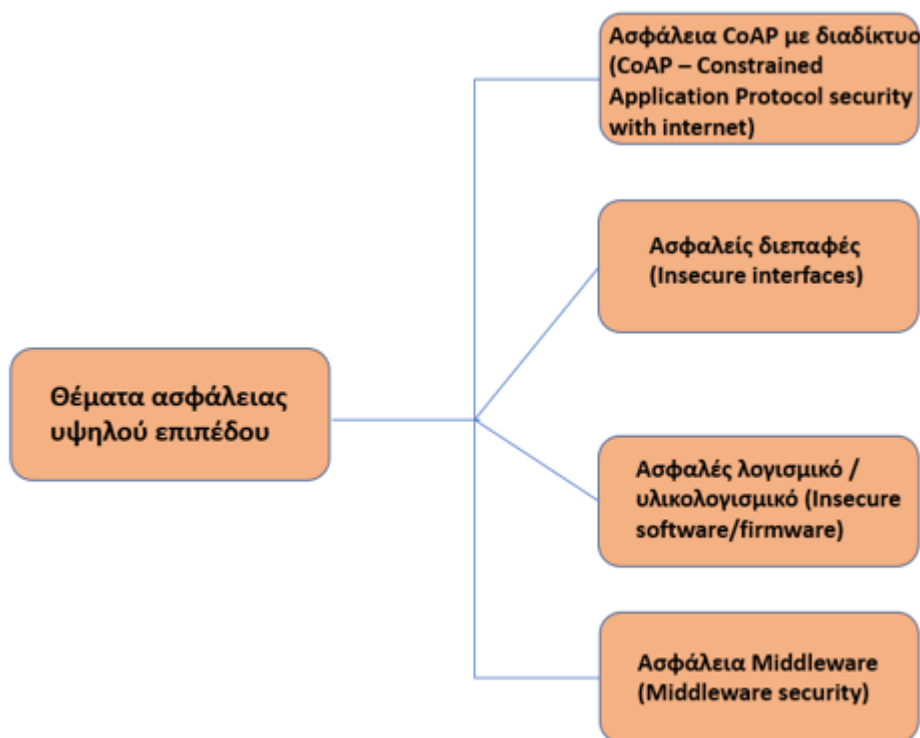 Ασφάλεια CoAP με διαδίκτυο
(CoAP – Constrained
Application Protocol security
with internet)
Ασφαλείς διεπαφές
(Insecure interfaces)
Θέματα ασφάλειας
υψηλού επιπέδου
Ασφαλές λογισμικό /
υλικολογισμικό (Insecure
software/firmware)
Ασφάλεια Middleware
(Middleware security)